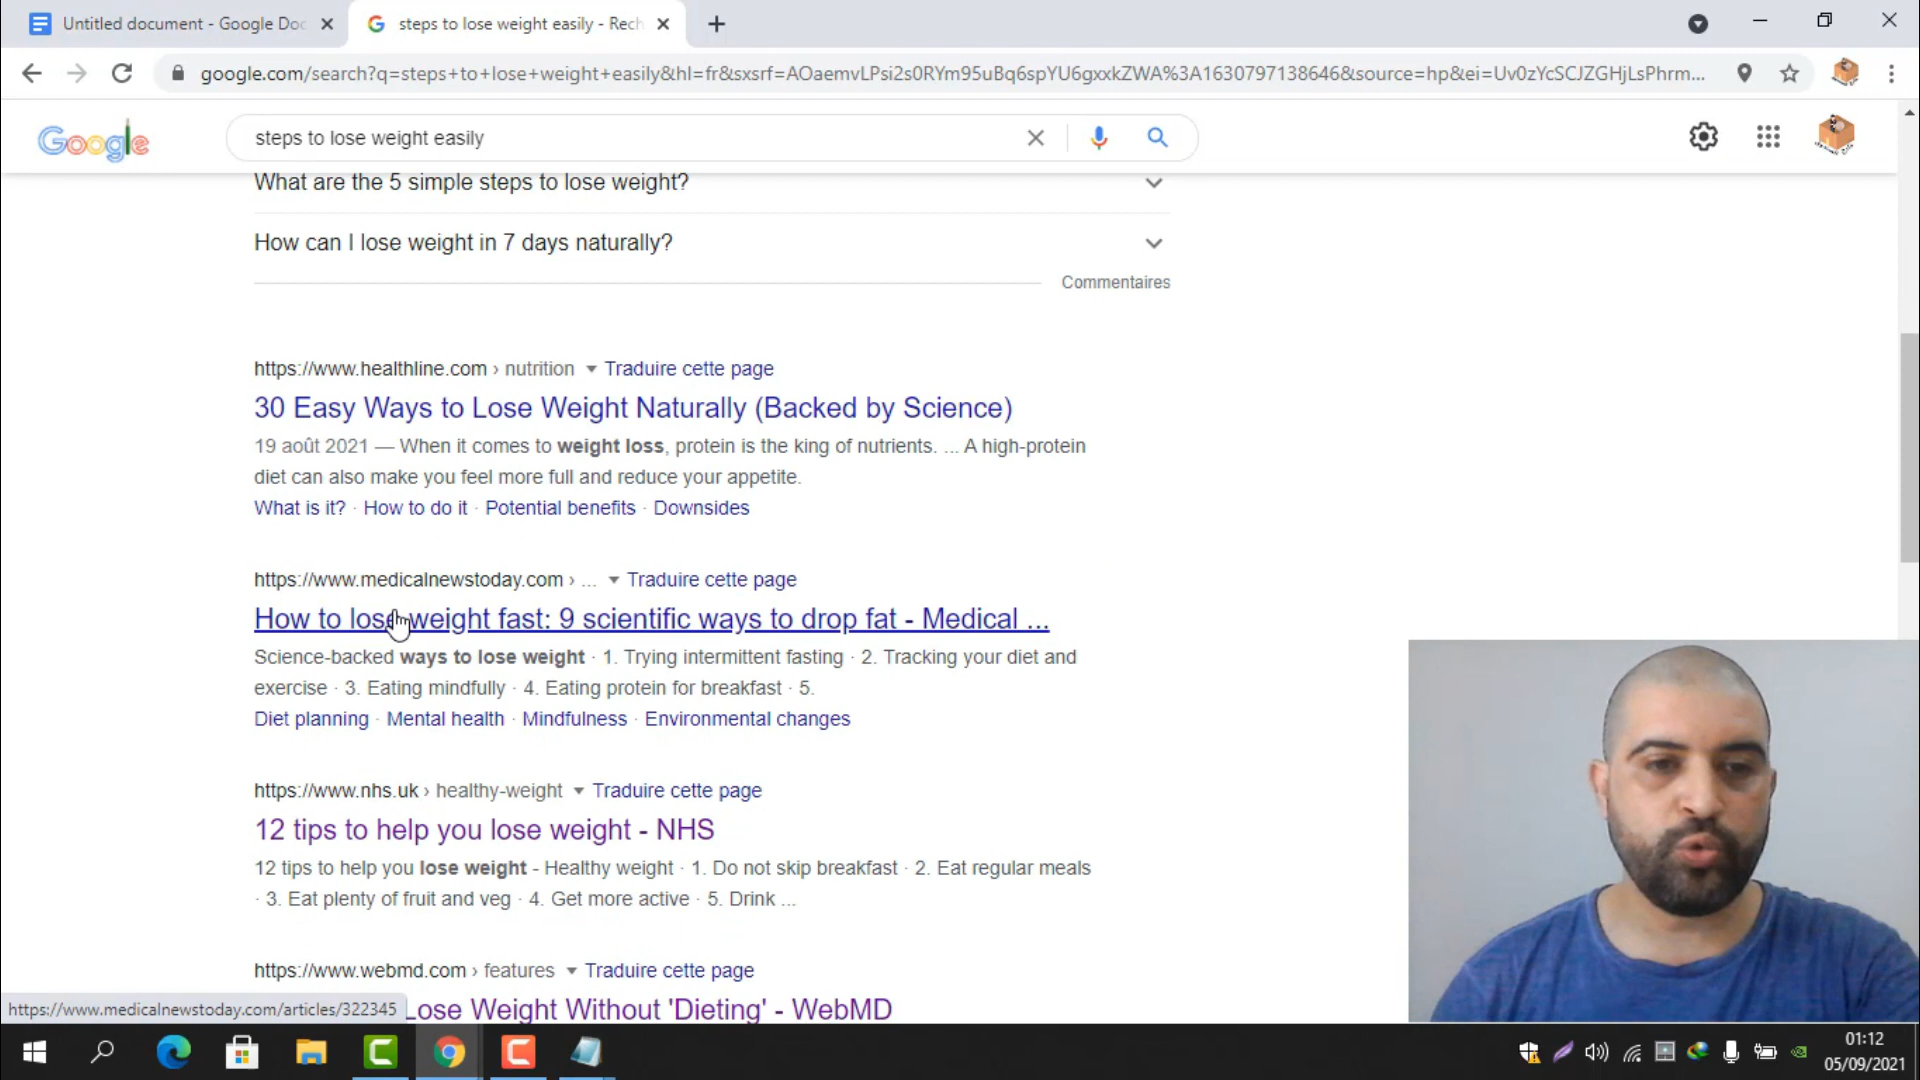 Untitled document - Google Doc
steps to lose weight easily - Rech
google.com/search?q=steps+to+lose+weight+easily&hl=fr&sxsrf=AOaemvLPsi2s0RYm95uBq6spYU6gxxkZWA%3A1630797138646&source=hp&ei=Uv0zYcSCJZGHjLsPhrm...
Google
steps to lose weight easily
What are the 5 simple steps to lose weight?
How can I lose weight in 7 days naturally?
Commentaires
https://www.healthline.com › nutrition ▾ Traduire cette page
30 Easy Ways to Lose Weight Naturally (Backed by Science)
19 août 2021 — When it comes to weight loss, protein is the king of nutrients. ... A high-protein
diet can also make you feel more full and reduce your appetite.
What is it? · How to do it · Potential benefits · Downsides
https://www.medicalnewstoday.com › ... ▾ Traduire cette page
How to lose weight fast: 9 scientific ways to drop fat - Medical ...
Science-backed ways to lose weight · 1. Trying intermittent fasting · 2. Tracking your diet and
exercise · 3. Eating mindfully · 4. Eating protein for breakfast · 5.
Diet planning · Mental health · Mindfulness · Environmental changes
https://www.nhs.uk › healthy-weight ▾ Traduire cette page
12 tips to help you lose weight - NHS
12 tips to help you lose weight - Healthy weight · 1. Do not skip breakfast · 2. Eat regular meals
· 3. Eat plenty of fruit and veg · 4. Get more active · 5. Drink ...
https://www.webmd.com › features ▾ Traduire cette page
Lose Weight Without 'Dieting' - WebMD
https://www.medicalnewstoday.com/articles/322345
01:12
05/09/2021